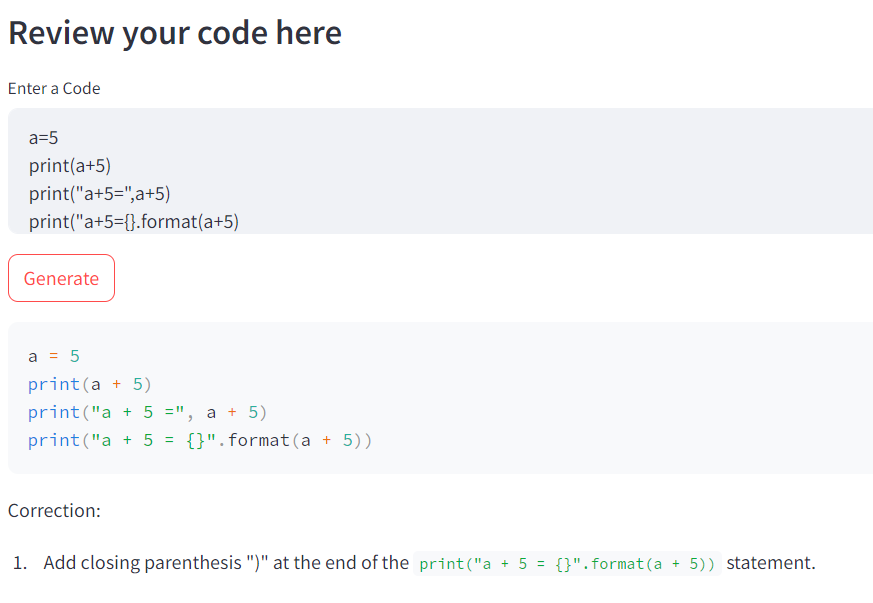 Review your code here
Enter a Code
a=5
print(a+5)
print("a+5=",a+5)
print("a+5={}.format(a+5)
Generate
a = 5
print(a + 5)
print("a + 5 =", a + 5)
print("a + 5 = {}".format(a + 5))
Correction:
1. Add closing parenthesis ")" at the end of the print("a + 5 = {}".format(a + 5)) statement.